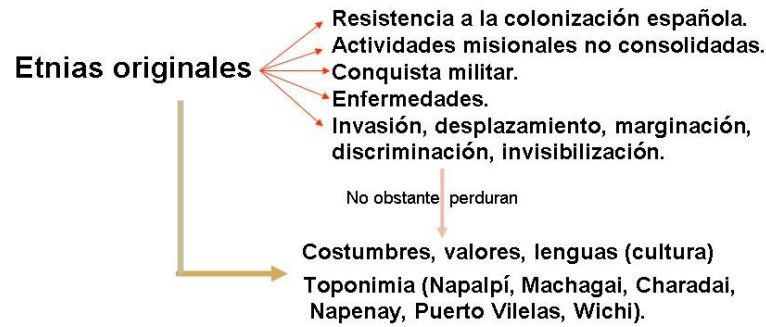 Etnias originales
Resistencia a la colonización española.
Actividades misionales no consolidadas.
Conquista militar.
Enfermedades.
Invasión, desplazamiento, marginación,
discriminación, invisibilización.
No obstante perduran
Costumbres, valores, lenguas (cultura)
Toponimia (Napalpí, Machagai, Charadai,
Napenay, Puerto Vilelas, Wichi).